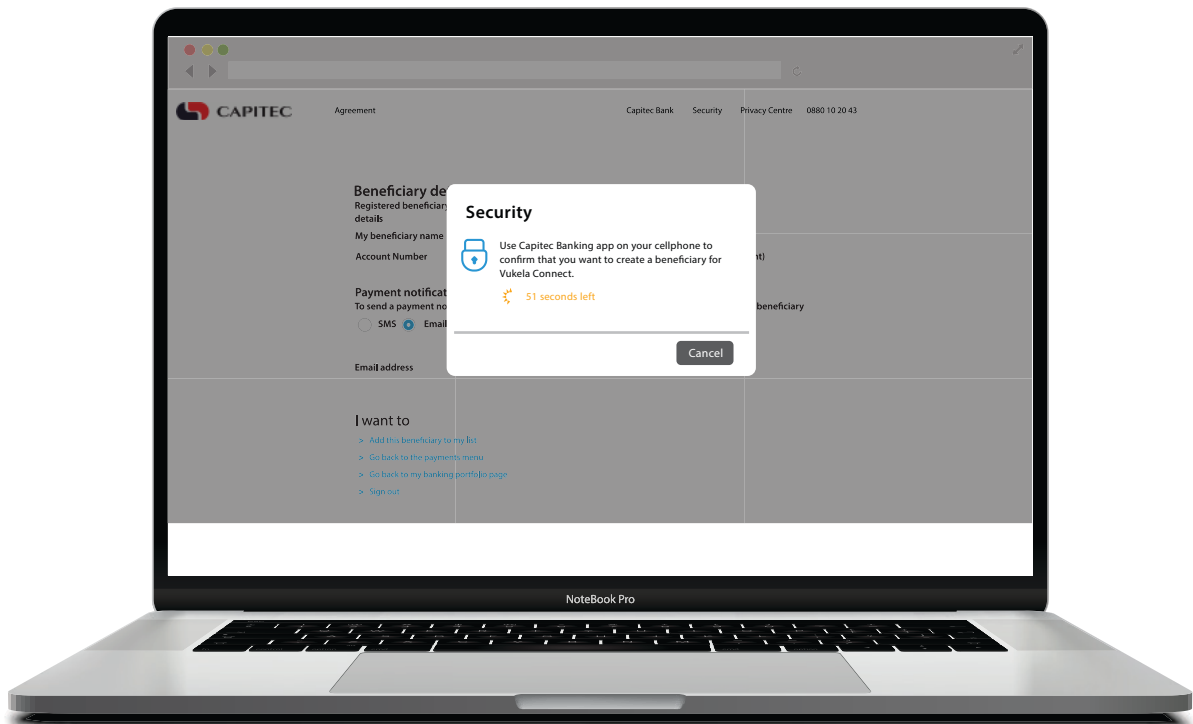 CAPITEC Agreement Capitec Bank Security Privacy Centre 0880 10 20 43
Beneficiary de
Registered beneficiary
details
My beneficiary name
Account Number
nt)
Payment notificat
To send a payment no
beneficiary
SMS Email
Email address
Security
Use Capitec Banking app on your cellphone to
confirm that you want to create a beneficiary for
Vukela Connect.
51 seconds left
Cancel
I want to
> Add this beneficiary to my list
> Go back to the payments menu
> Go back to my banking portfolio page
> Sign out
NoteBook Pro